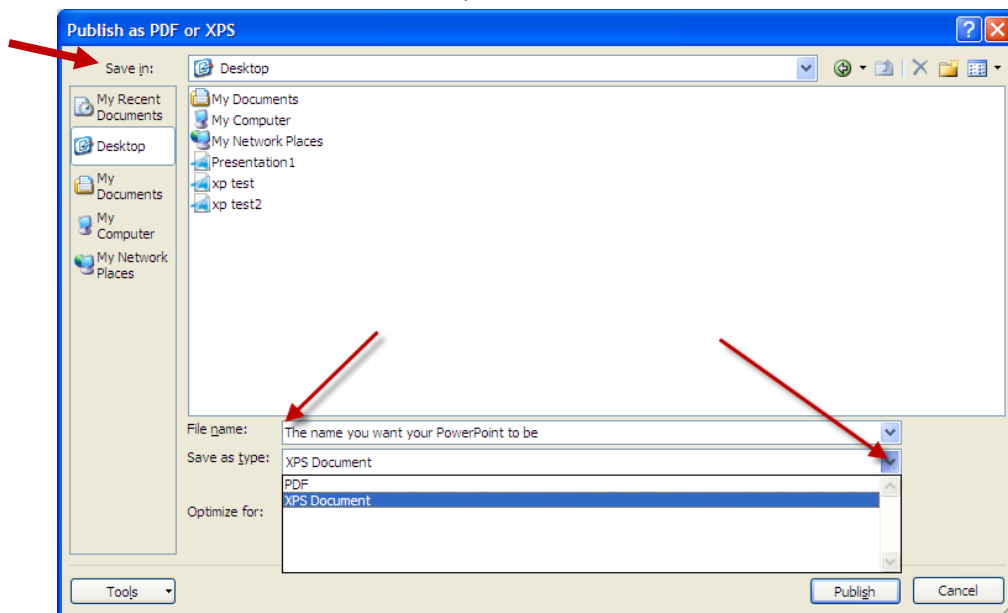 Publish as PDF or XPS
Save in:
Desktop
My Recent
Documents
Desktop
My
Documents
My
Computer
My Network
Places
My Documents
My Computer
My Network Places
Presentation1
xp test
xp test2
File name:
The name you want your PowerPoint to be
Save as type:
XPS Document
PDF
XPS Document
Optimize for:
Tools
Publish
Cancel